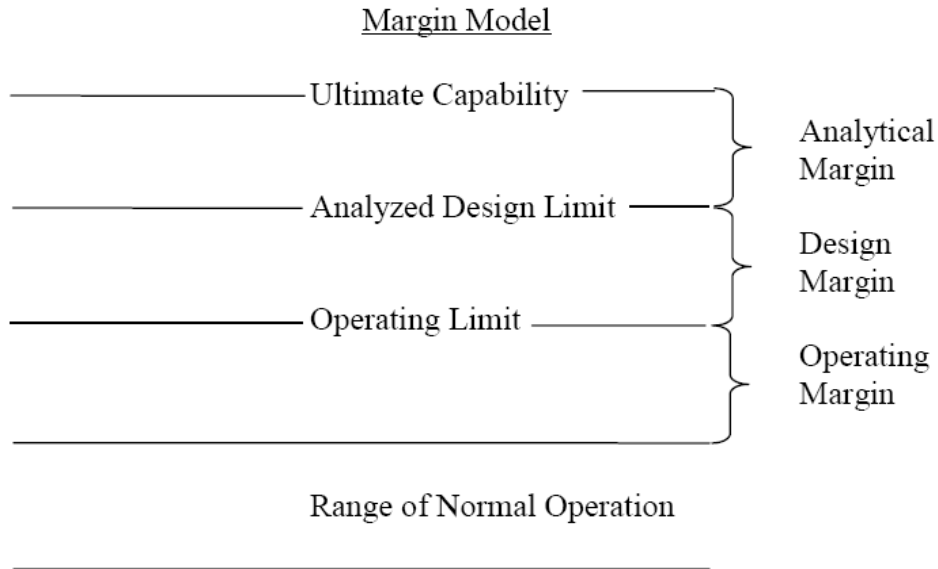 Margin Model
Ultimate Capability
Analytical
Margin
Analyzed Design Limit
Design
Margin
Operating Limit
Operating
Margin
Range of Normal Operation